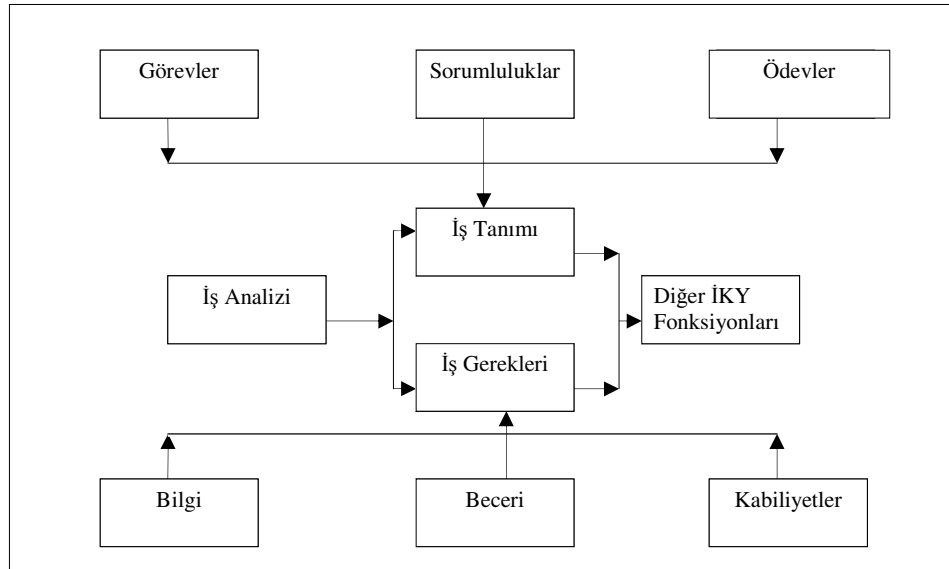 Görevler
Sorumluluklar
Ödevler
İş Tanımı
İş Analizi
Diğer İKY
Fonksiyonları
İş Gerekleri
Bilgi
Beceri
Kabiliyetler